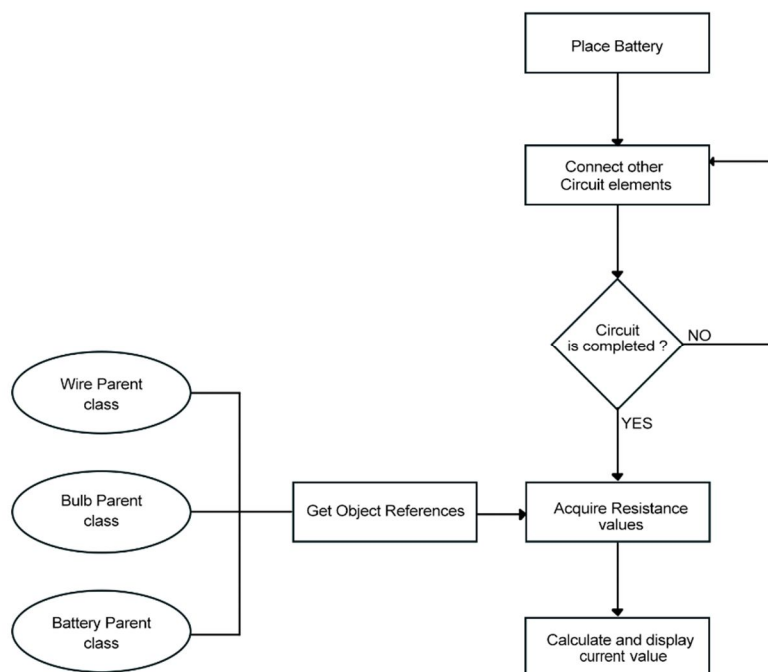 Place Battery
Connect other
Circuit elements
Circuit
is completed ?
NO
YES
Wire Parent
class
Bulb Parent
class
Get Object References
Acquire Resistance
values
Battery Parent
class
Calculate and display
current value